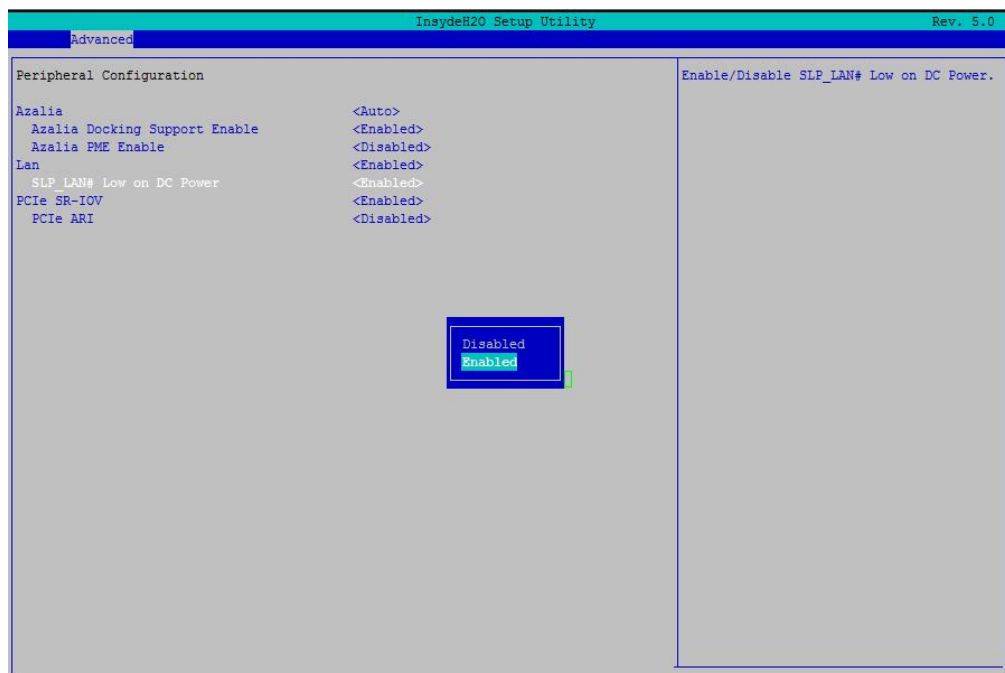 InsydeH20 Setup Utility Rev. 5.0
Advanced
Peripheral Configuration
Enable/Disable SLP_LAN# Low on DC Power.
Azalia <Auto>
Azalia Docking Support Enable <Enabled>
Azalia PME Enable <Disabled>
Lan <Enabled>
SLP_LAN# Low on DC Power <Enabled>
PCIe SR-IOV <Enabled>
PCIe ARI <Disabled>
Disabled
Enabled